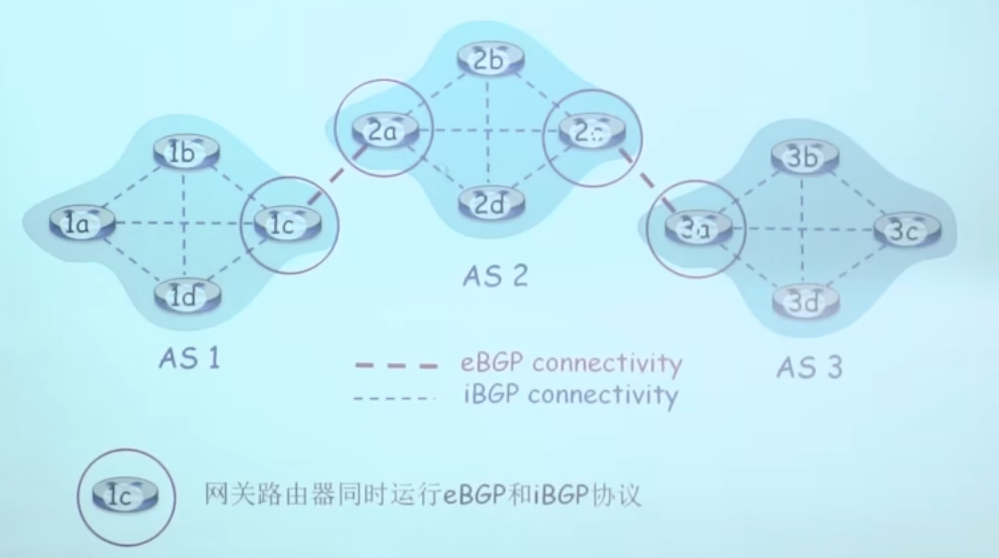 2b
2a
2c
1b
3b
1a
1c
2d
3a
3c
1d
3d
AS 2
AS 1
AS 3
eBGP connectivity
iBGP connectivity
1c
网关路由器同时运行eBGP和iBGP协议